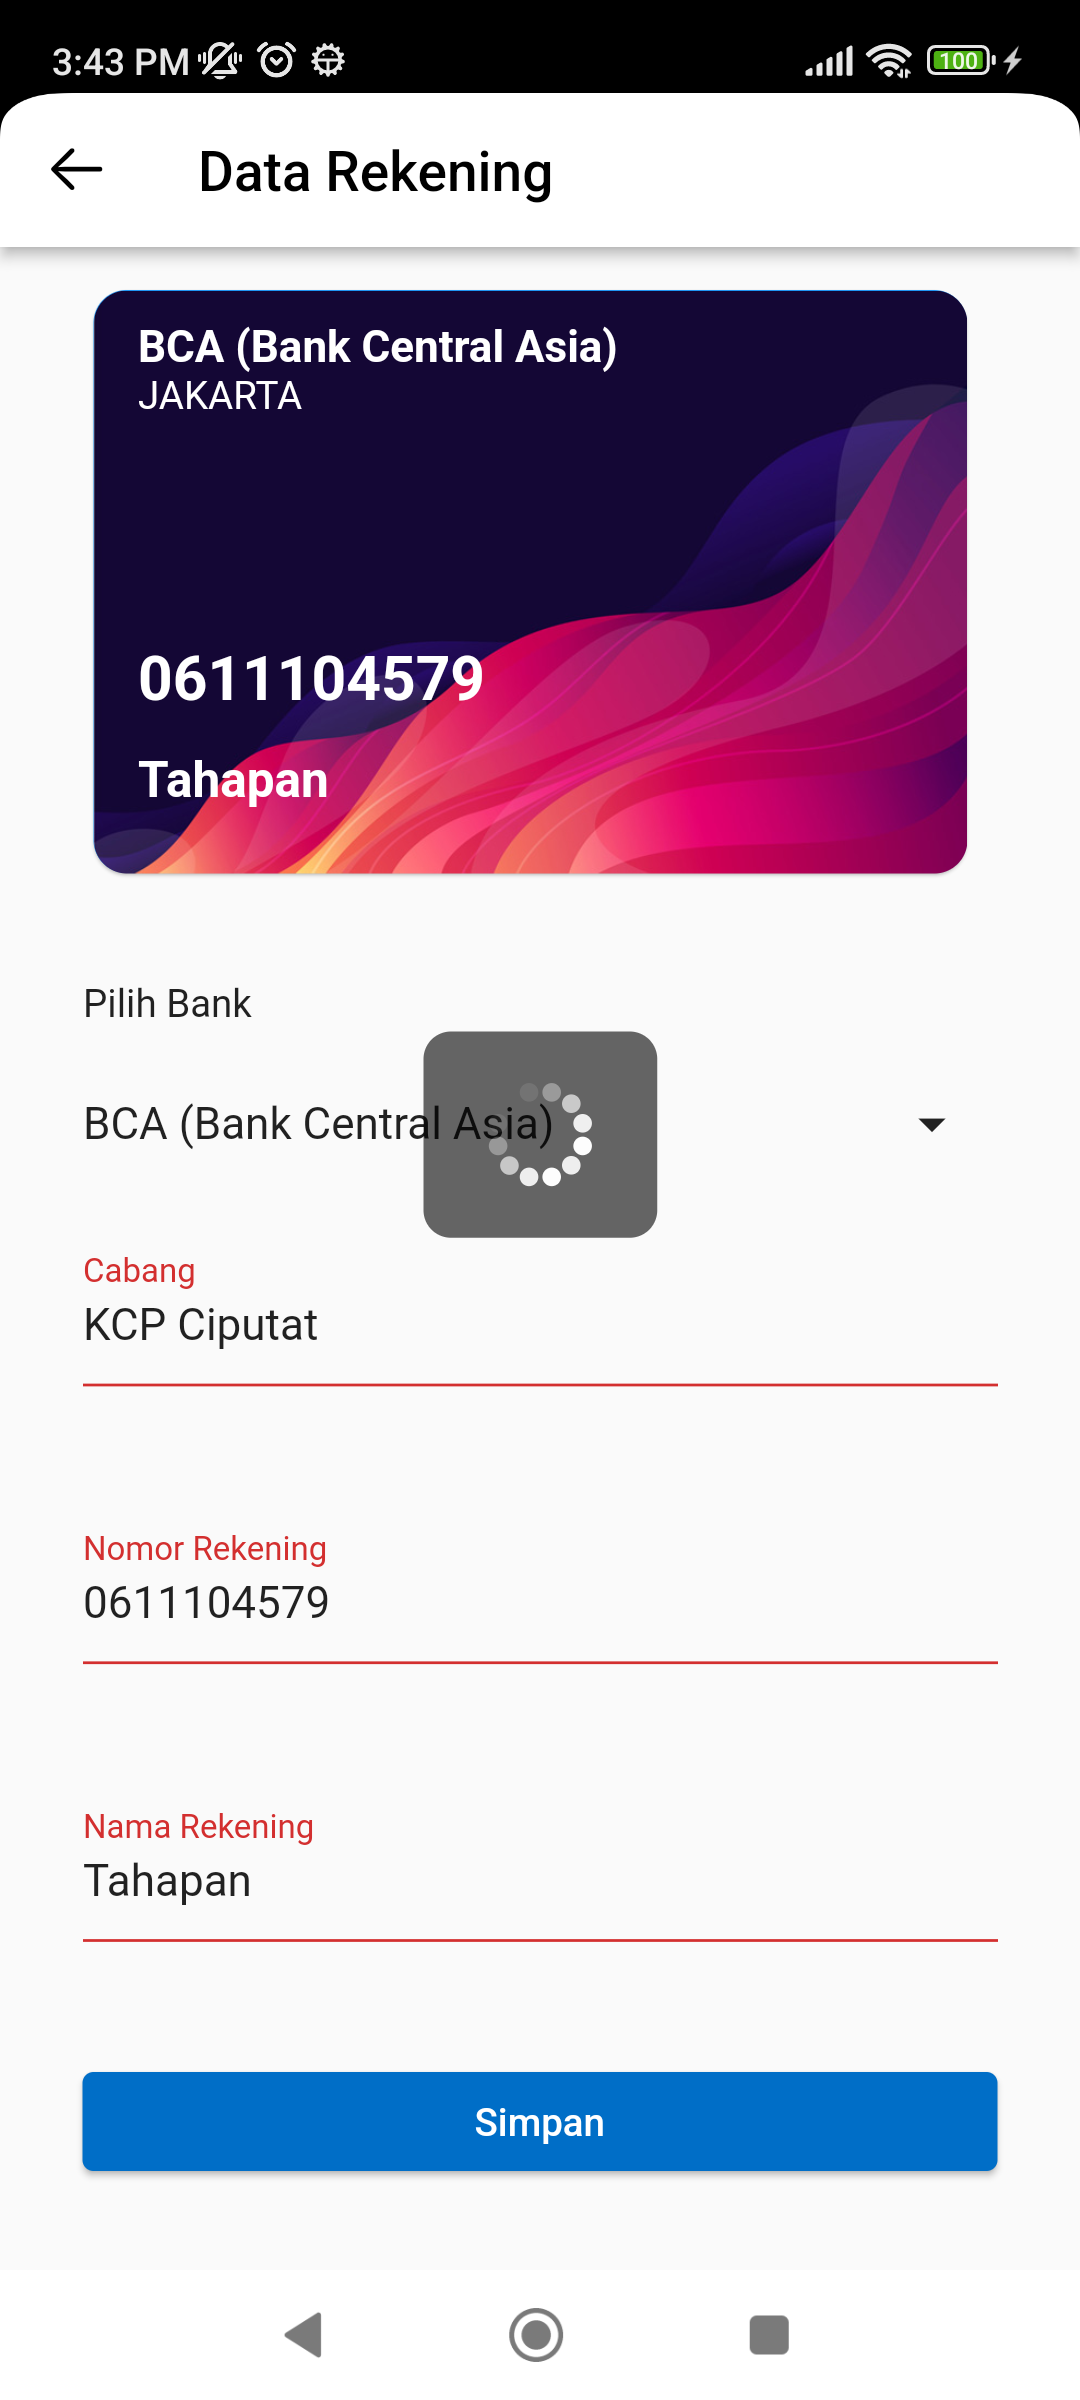 3:43 PM
100
Data Rekening
BCA (Bank Central Asia)
JAKARTA
0611104579
Tahapan
Pilih Bank
BCA (Bank Central Asia)
Cabang
KCP Ciputat
Nomor Rekening
0611104579
Nama Rekening
Tahapan
Simpan